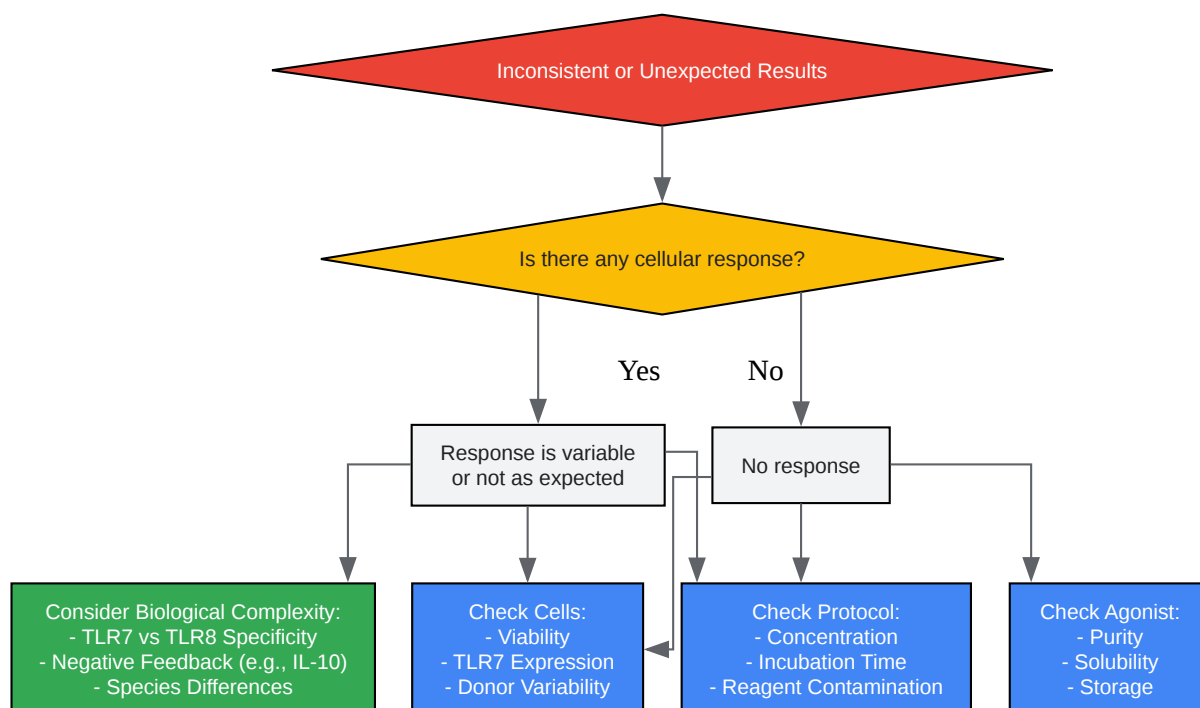 Inconsistent or Unexpected Results
Is there any cellular response?
Yes
No
Response is variable
or not as expected
No response
Consider Biological Complexity:
- TLR7 vs TLR8 Specificity
- Negative Feedback (e.g., IL-10)
- Species Differences
Check Cells:
- Viability
- TLR7 Expression
- Donor Variability
Check Protocol:
- Concentration
- Incubation Time
- Reagent Contamination
Check Agonist:
- Purity
- Solubility
- Storage